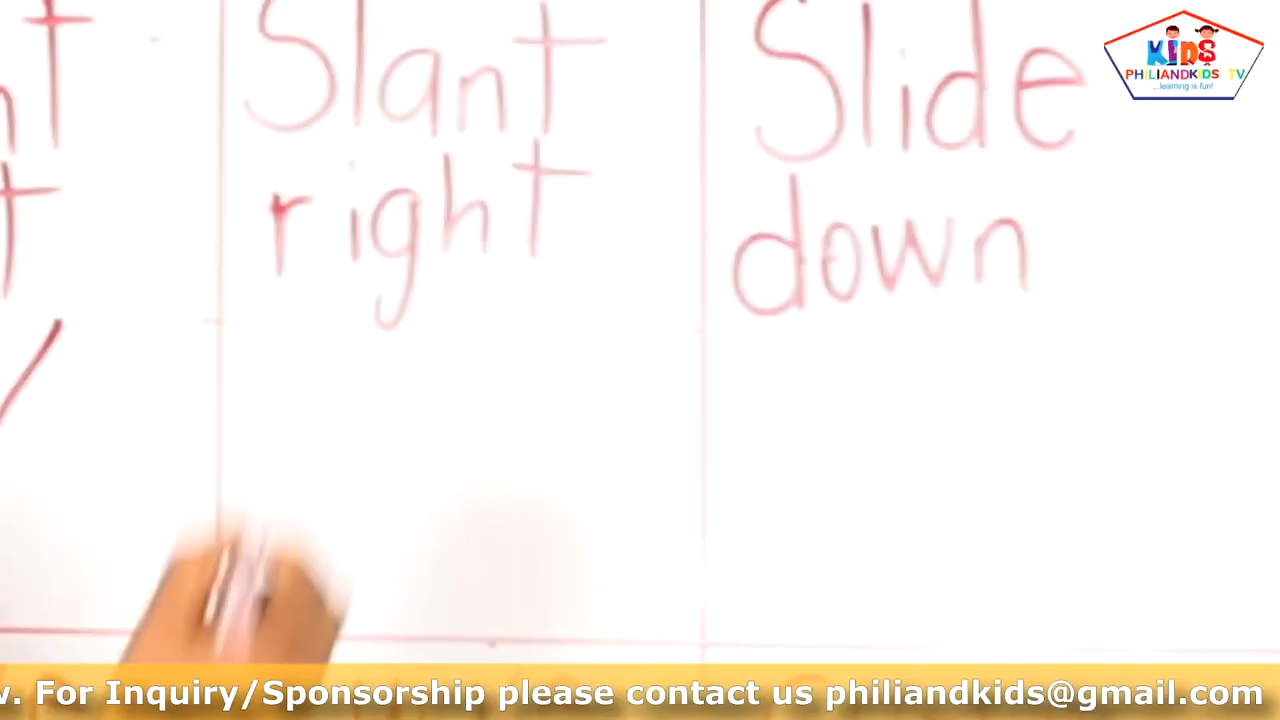 Slant
right
Slide
down
KIDS
PHILIANDKIDS TV
...learning is fun!
. For Inquiry/Sponsorship please contact us philiandkids@gmail.com